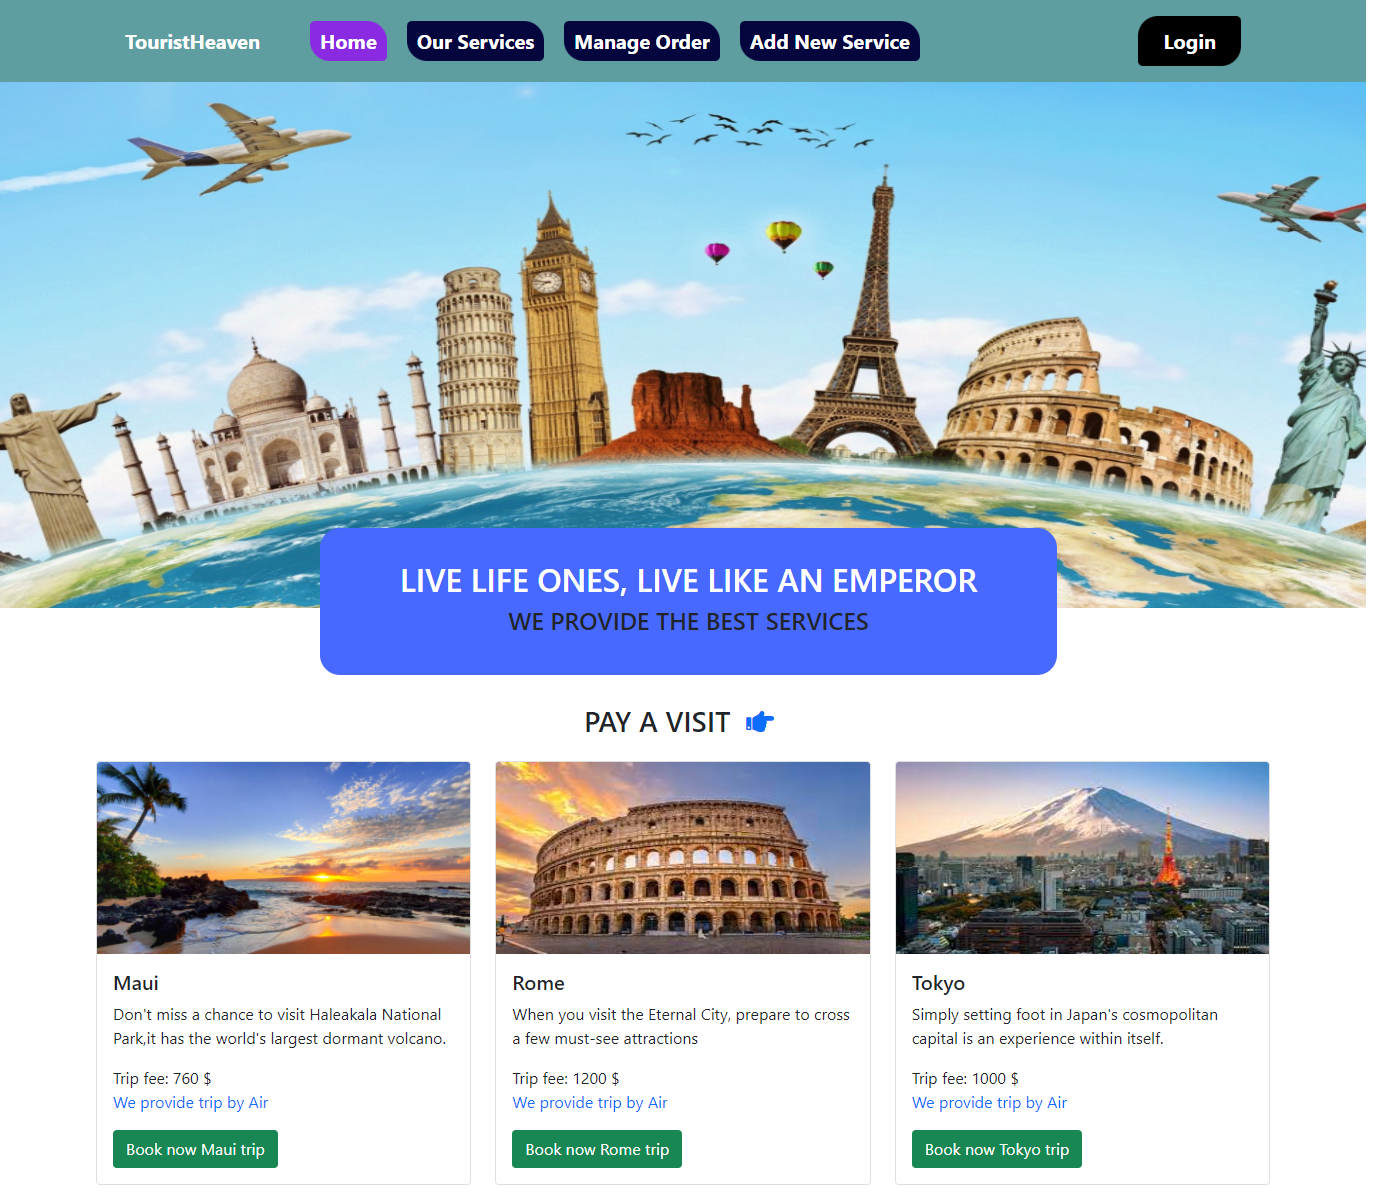 TouristHeaven Home Our Services Manage Order Add New Service Login
LIVE LIFE ONES, LIVE LIKE AN EMPEROR
WE PROVIDE THE BEST SERVICES
PAY A VISIT
Maui
Don't miss a chance to visit Haleakala National
Park,it has the world's largest dormant volcano.
Trip fee: 760 $
We provide trip by Air
Book now Maui trip
Rome
When you visit the Eternal City, prepare to cross
a few must-see attractions
Trip fee: 1200 $
We provide trip by Air
Book now Rome trip
Tokyo
Simply setting foot in Japan's cosmopolitan
capital is an experience within itself.
Trip fee: 1000 $
We provide trip by Air
Book now Tokyo trip